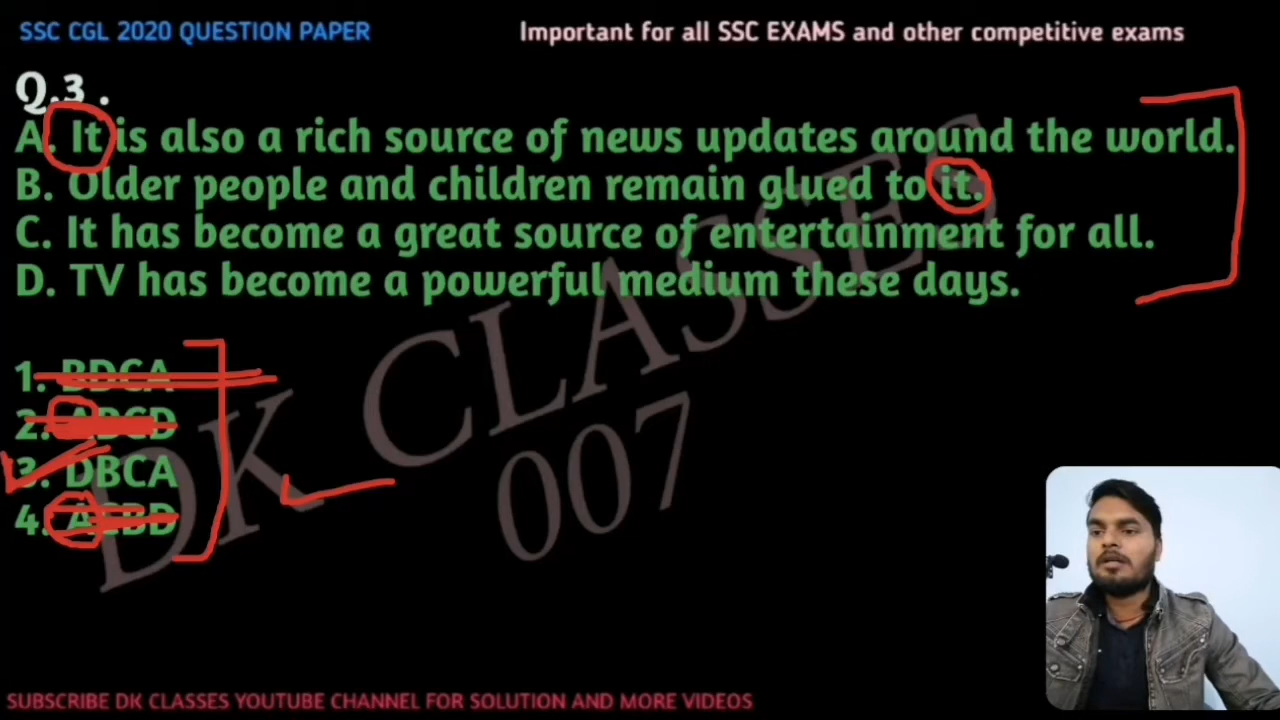 SSC CGL 2020 QUESTION PAPER
Important for all SSC EXAMS and other competitive exams
Q.3 .
A. It is also a rich source of news updates around the world.
B. Older people and children remain glued to it.
C. It has become a great source of entertainment for all.
D. TV has become a powerful medium these days.
1. BDCA
2. ABCD
3. DBCA
4. ACBD
DK CLASSES
007
SUBSCRIBE DK CLASSES YOUTUBE CHANNEL FOR SOLUTION AND MORE VIDEOS